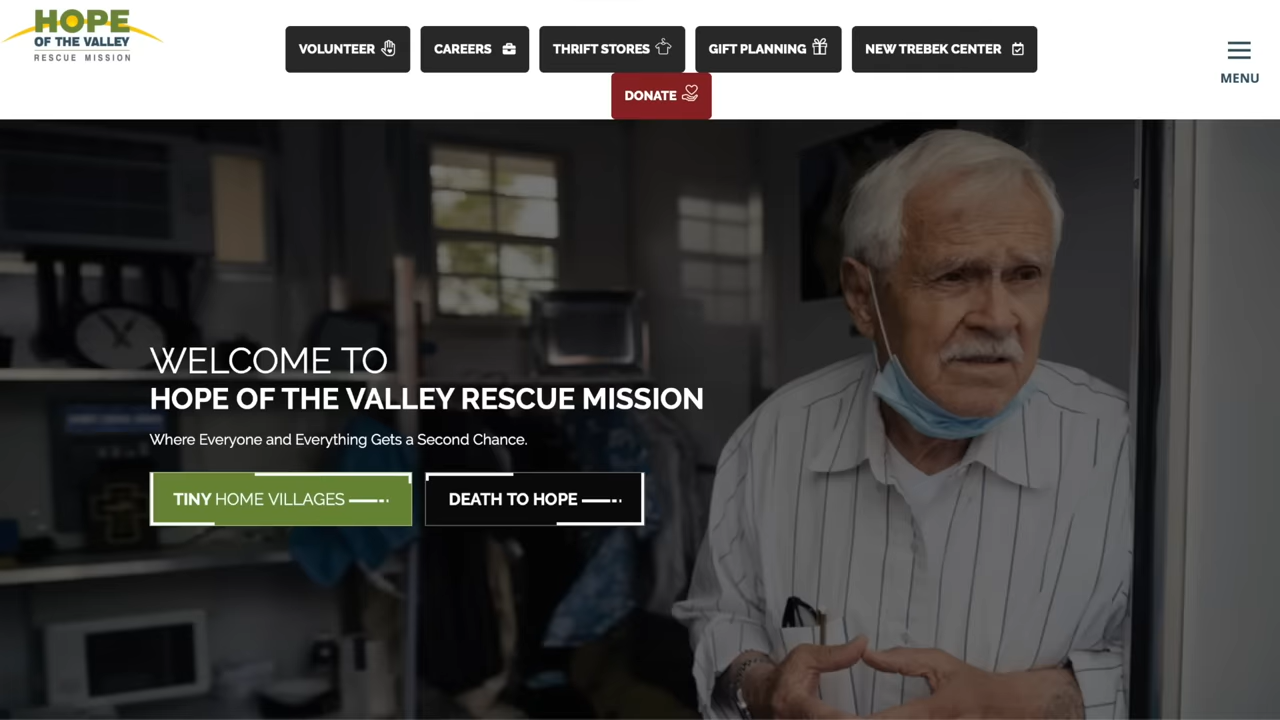 HOPE
OF THE VALLEY
RESCUE MISSION
VOLUNTEER
CAREERS
THRIFT STORES
GIFT PLANNING
NEW TREBEK CENTER
DONATE
MENU
WELCOME TO
HOPE OF THE VALLEY RESCUE MISSION
Where Everyone and Everything Gets a Second Chance.
TINY HOME VILLAGES
DEATH TO HOPE